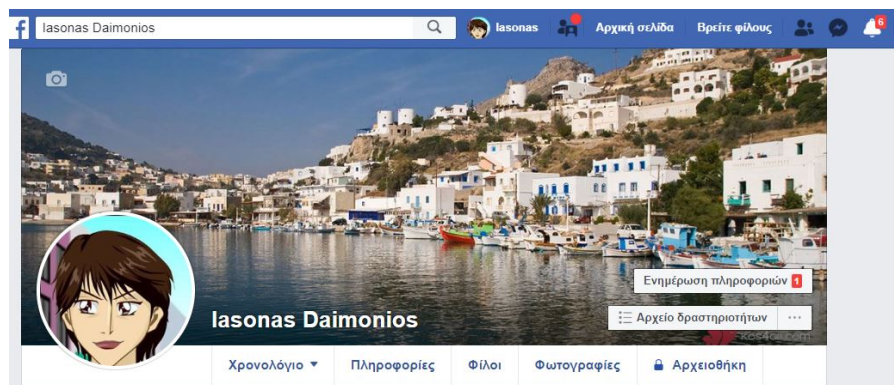 f Iasonas Daimonios Iasonas Αρχική σελίδα Βρείτε φίλους 6
Ενημέρωση πληροφοριών 1
Iasonas Daimonios Αρχείο δραστηριοτήτων ...
Χρονολόγιο Πληροφορίες Φίλοι Φωτογραφίες Αρχειοθήκη